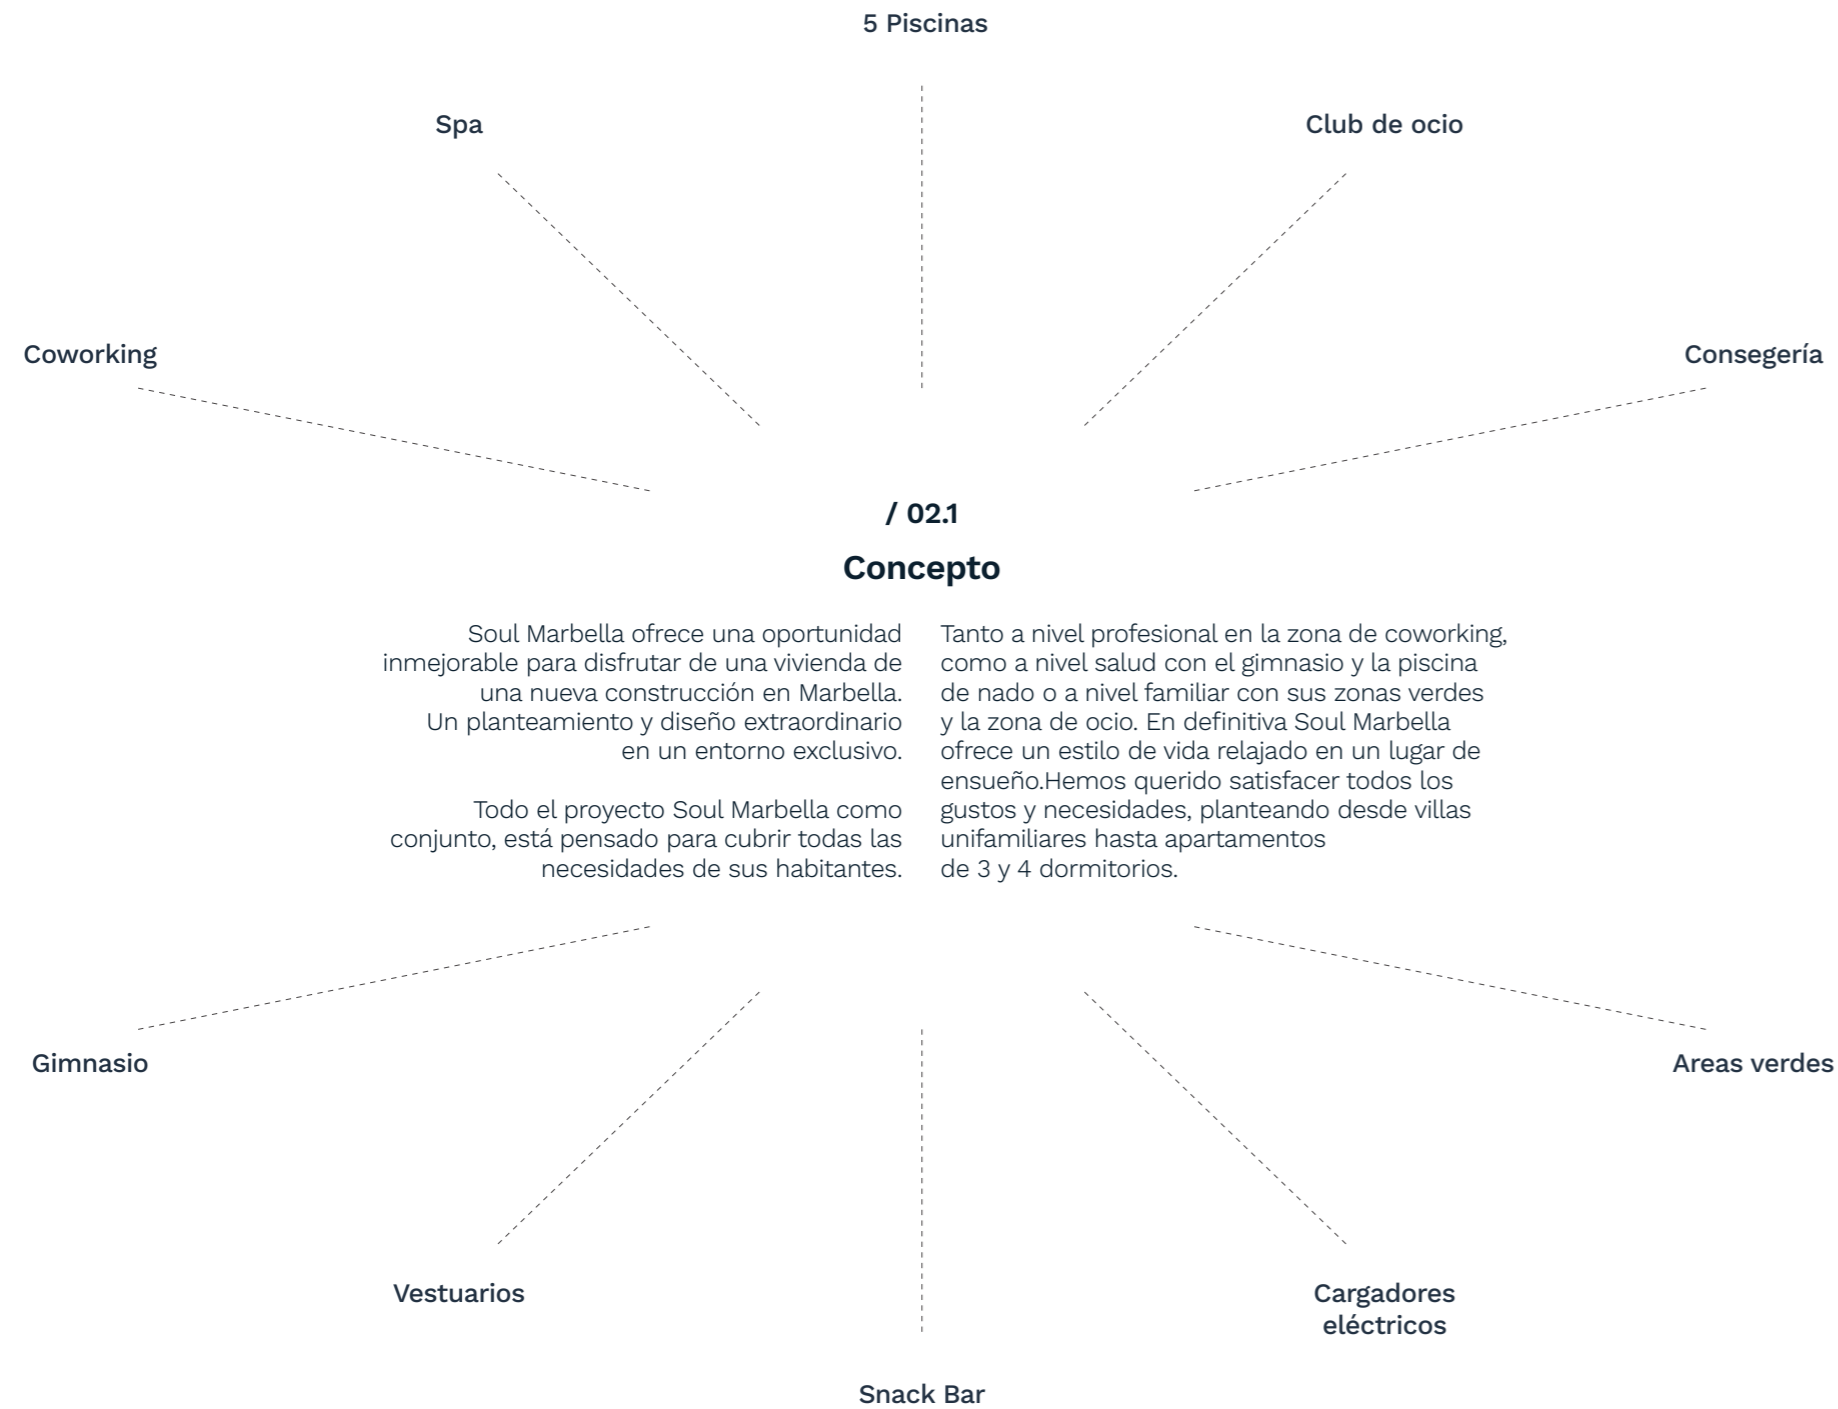 5 Piscinas
Spa
Club de ocio
Coworking
Consegería
/ 02.1
Concepto
Soul Marbella ofrece una oportunidad
inmejorable para disfrutar de una vivienda de
una nueva construcción en Marbella.
Un planteamiento y diseño extraordinario
en un entorno exclusivo.
Todo el proyecto Soul Marbella como
conjunto, está pensado para cubrir todas las
necesidades de sus habitantes.
Tanto a nivel profesional en la zona de coworking,
como a nivel salud con el gimnasio y la piscina
de nado o a nivel familiar con sus zonas verdes
y la zona de ocio. En definitiva Soul Marbella
ofrece un estilo de vida relajado en un lugar de
ensueño.Hemos querido satisfacer todos los
gustos y necesidades, planteando desde villas
unifamiliares hasta apartamentos
de 3 y 4 dormitorios.
Gimnasio
Areas verdes
Vestuarios
Cargadores
eléctricos
Snack Bar